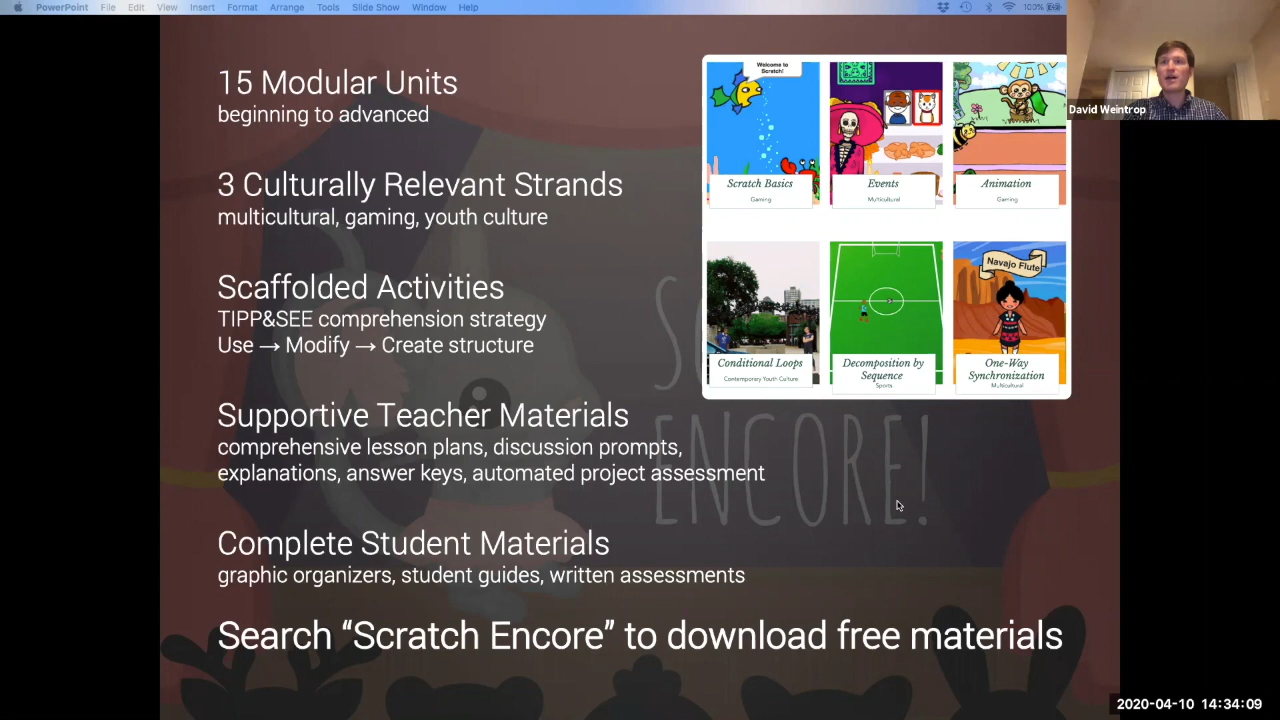 PowerPoint File Edit View Insert Format Arrange Tools Slide Show Window Help 100%
15 Modular Units
beginning to advanced
3 Culturally Relevant Strands
multicultural, gaming, youth culture
Scaffolded Activities
TIPP&SEE comprehension strategy
Use → Modify → Create structure
Supportive Teacher Materials
comprehensive lesson plans, discussion prompts,
explanations, answer keys, automated project assessment
Complete Student Materials
graphic organizers, student guides, written assessments
Search “Scratch Encore” to download free materials
Welcome to
Scratch!
Scratch Basics
Gaming
Events
Multicultural
Animation
Gaming
Conditional Loops
Contemporary Youth Culture
Decomposition by
Sequence
Sports
Navajo Flute
One-Way
Synchronization
Multicultural
ENCORE!
David Weintrop
2020-04-10 14:34:09